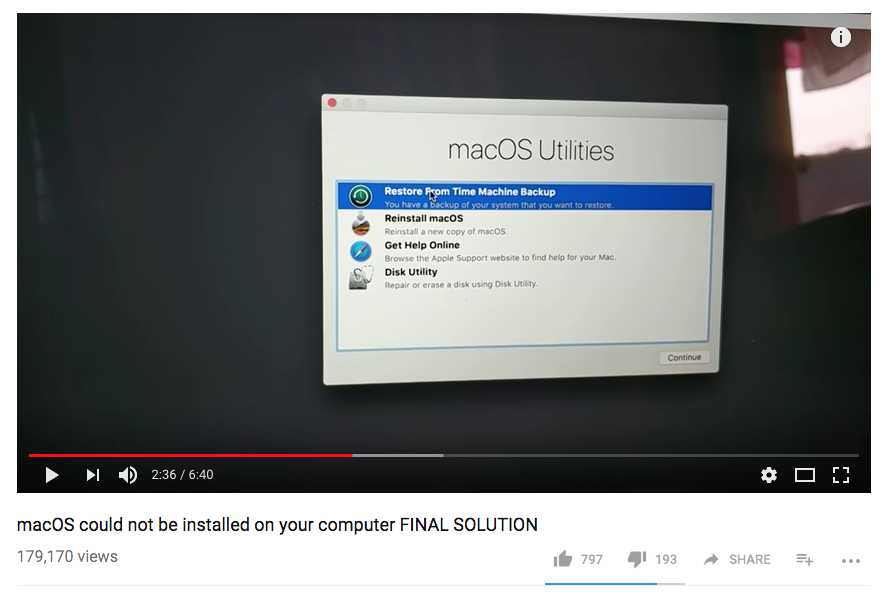 i
macOS Utilities
Restore From Time Machine Backup
You have a backup of your system that you want to restore.
Reinstall macOS
Reinstall a new copy of macOS.
Get Help Online
Browse the Apple Support website to find help for your Mac.
Disk Utility
Repair or erase a disk using Disk Utility.
Continue
2:36 / 6:40
macOS could not be installed on your computer FINAL SOLUTION
179,170 views
797 193 SHARE